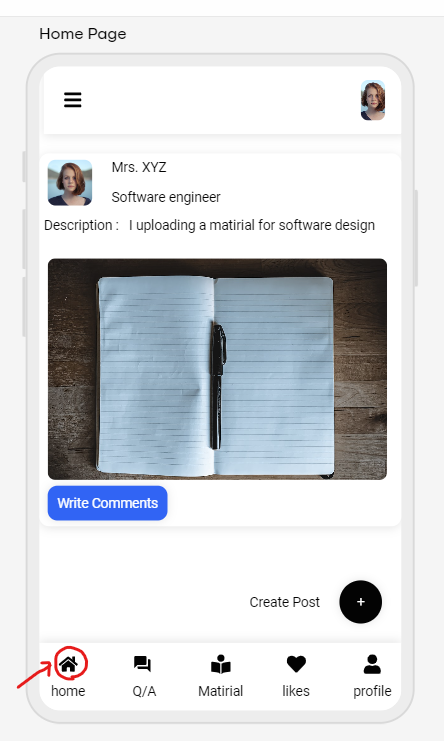 Home Page
Mrs. XYZ
Software engineer
Description : I uploading a matirial for software design
Write Comments
Create Post +
home Q/A Matirial likes profile